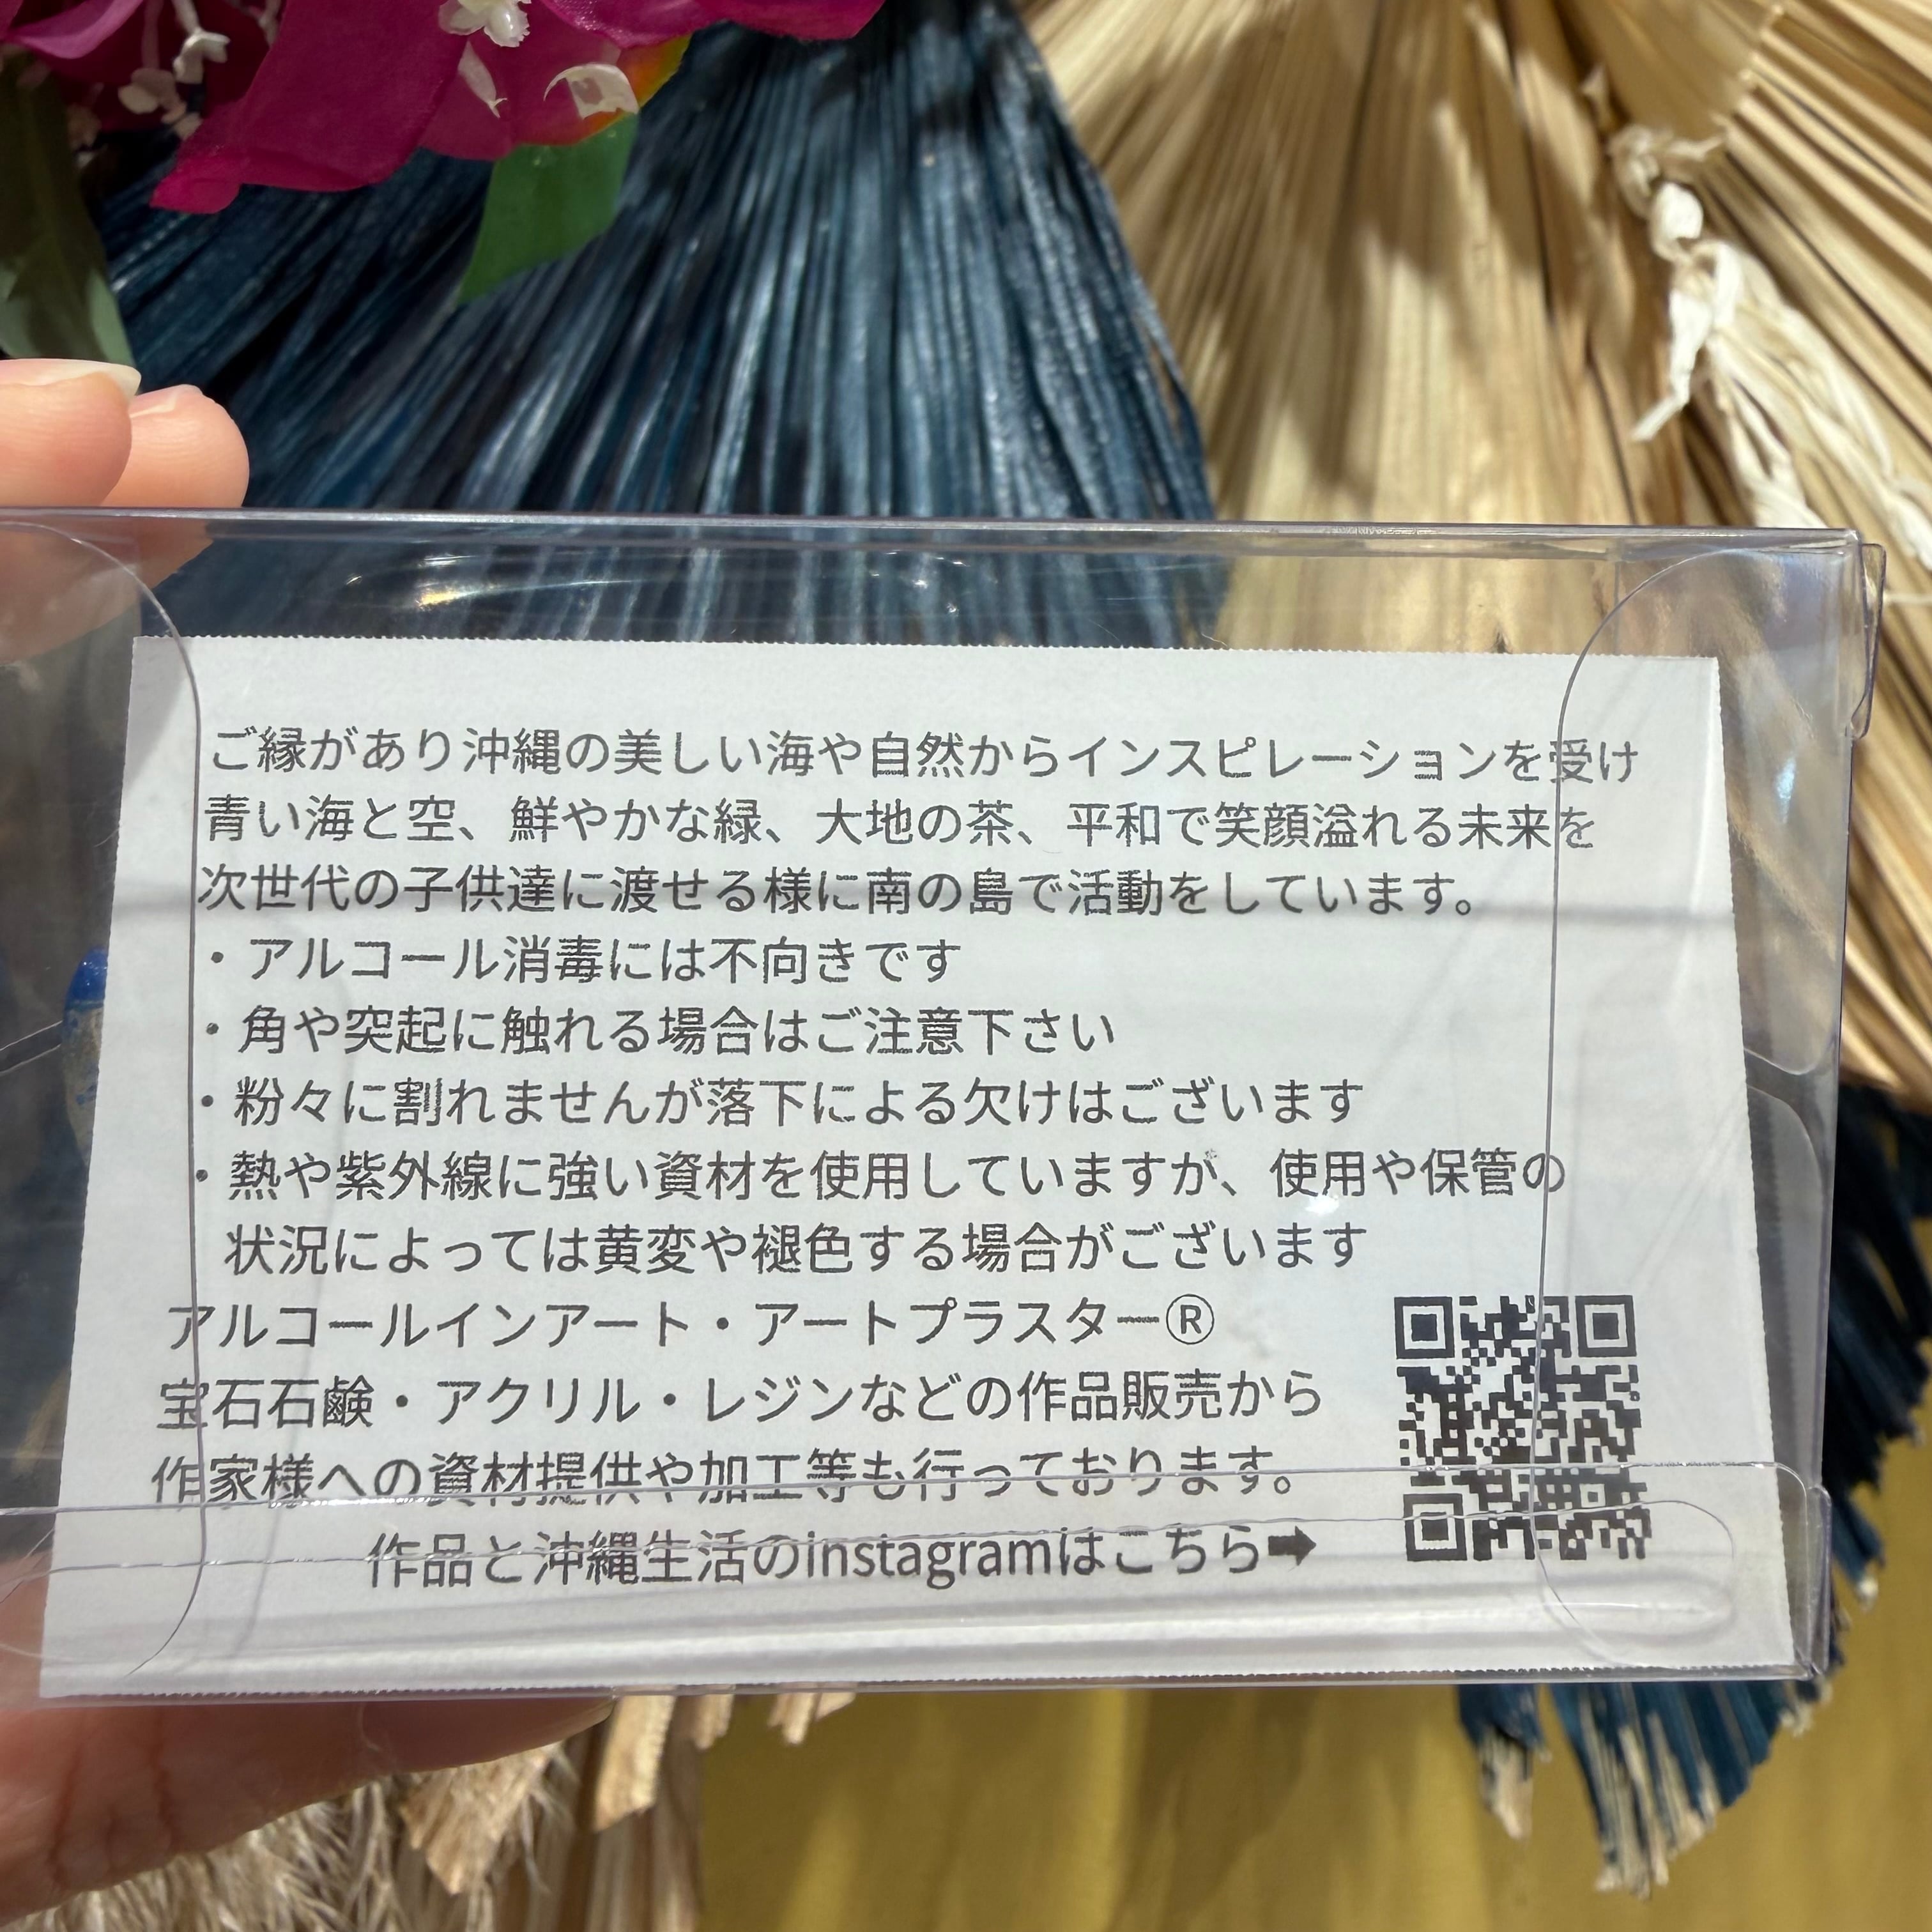 ご縁があり沖縄の美しい海や自然からインスピレーションを受け
青い海と空、鮮やかな緑、大地の茶、平和で笑顔溢れる未来を
次世代の子供達に渡せる様に南の島で活動をしています。
・アルコール消毒には不向きです
・角や突起に触れる場合はご注意下さい
・粉々に割れませんが落下による欠けはございます
・熱や紫外線に強い資材を使用していますが、使用や保管の
状況によっては黄変や褪色する場合がございます
アルコールインアート・アートプラスター®
宝石石鹸・アクリル・レジンなどの作品販売から
作家様への資材提供や加工等も行っております。
作品と沖縄生活のinstagramはこちら➡